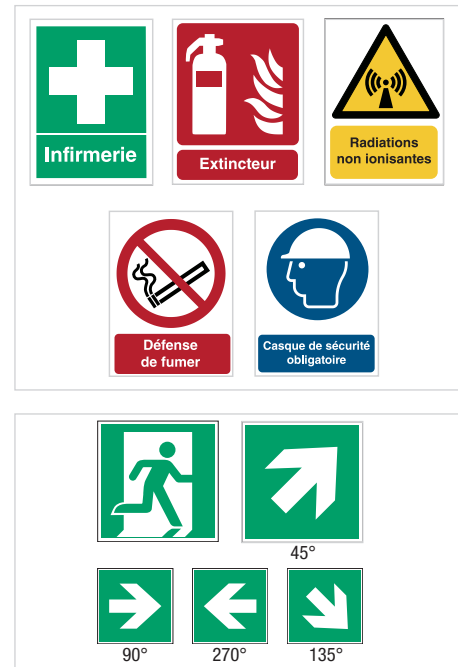 Infirmerie
Extincteur
Radiations
non ionisantes
Défense
de fumer
Casque de sécurité
obligatoire
45°
90°
270°
135°